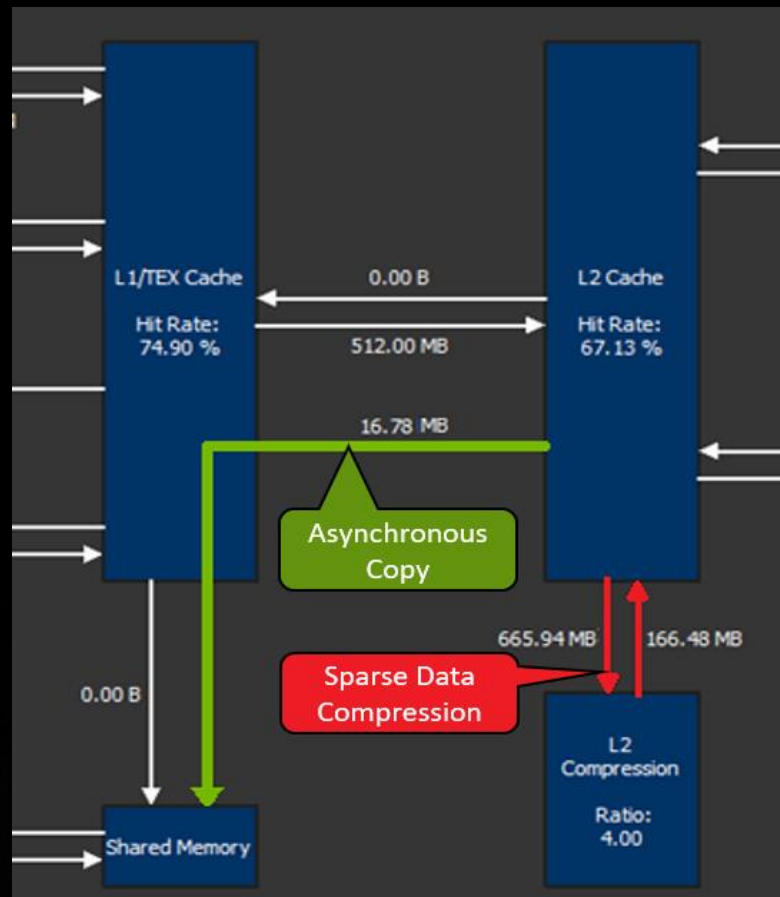 L1/TEX Cache
Hit Rate:
74.90 %
0.00 B
512.00 MB
L2 Cache
Hit Rate:
67.13 %
16.78 MB
Asynchronous
Copy
665.94 MB
166.48 MB
Sparse Data
Compression
0.00 B
L2
Compression
Ratio:
4.00
Shared Memory